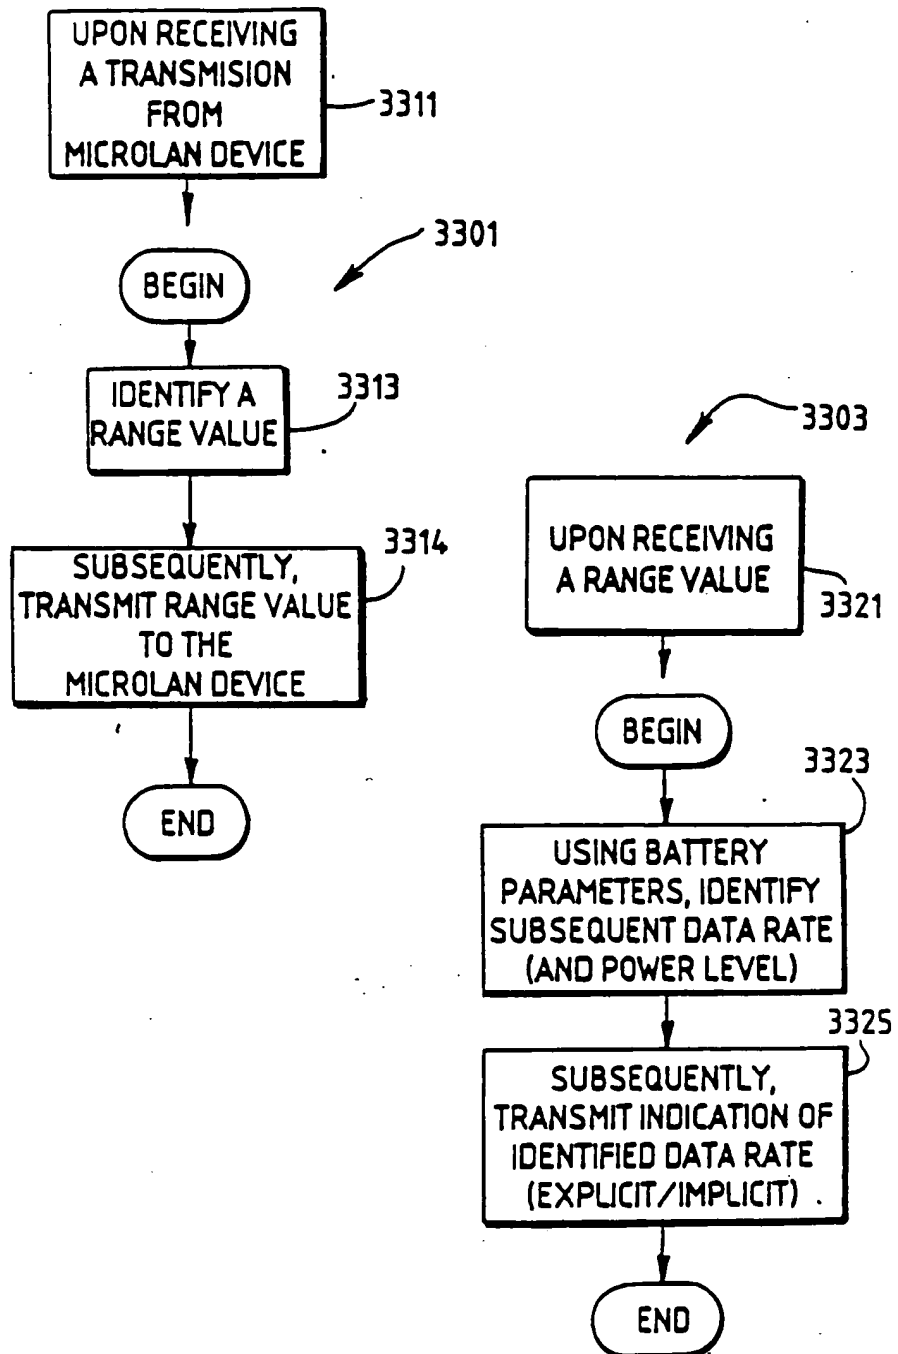 UPON RECEIVING
A TRANSMISION
FROM
MICROLAN DEVICE
3311
3301
BEGIN
IDENTIFY A
RANGE VALUE
3313
SUBSEQUENTLY,
TRANSMIT RANGE VALUE
TO THE
MICROLAN DEVICE
3314
END
3303
UPON RECEIVING
A RANGE VALUE
3321
BEGIN
3323
USING BATTERY
PARAMETERS, IDENTIFY
SUBSEQUENT DATA RATE
(AND POWER LEVEL)
3325
SUBSEQUENTLY,
TRANSMIT INDICATION OF
IDENTIFIED DATA RATE
(EXPLICIT/IMPLICIT)
END